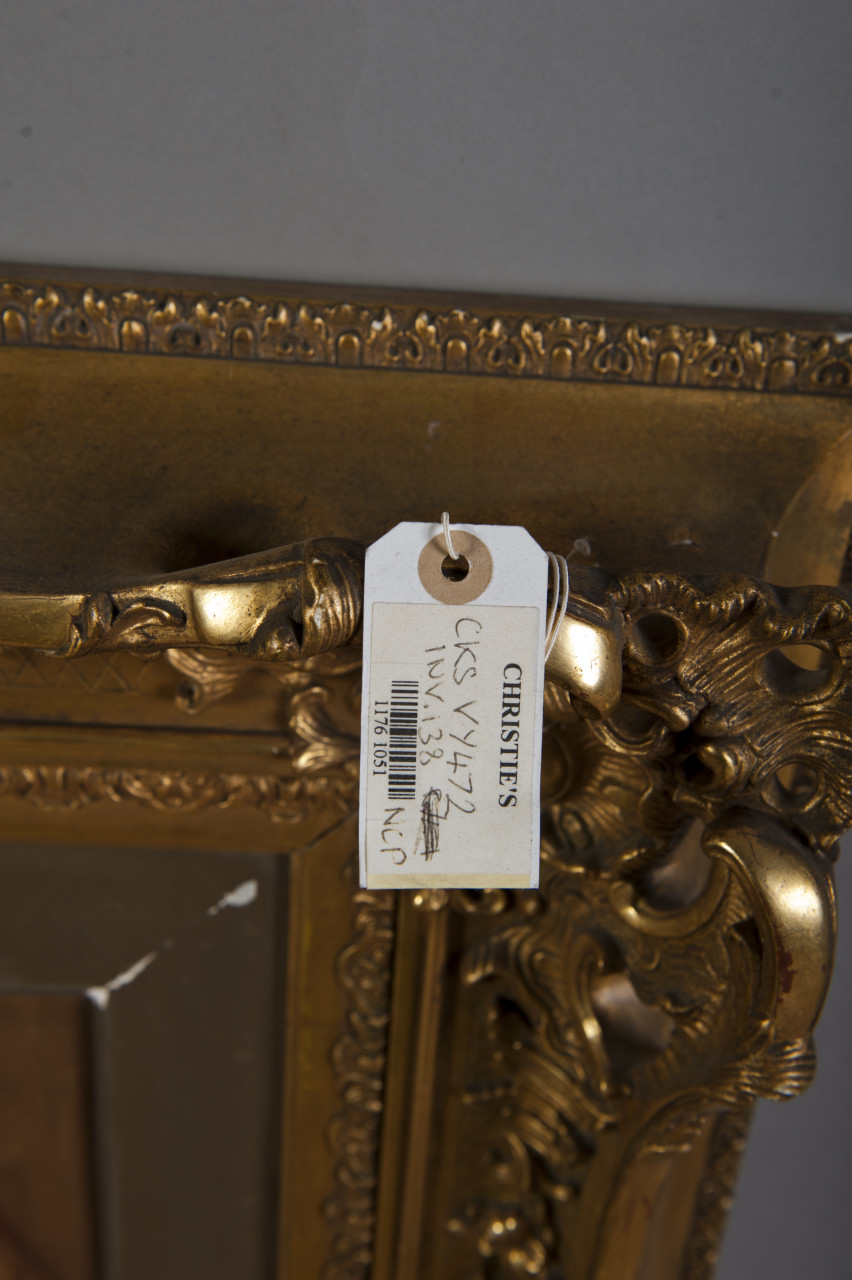 CHRISTIE'S
CKS VY472
INV.138
1176 1051
NCP